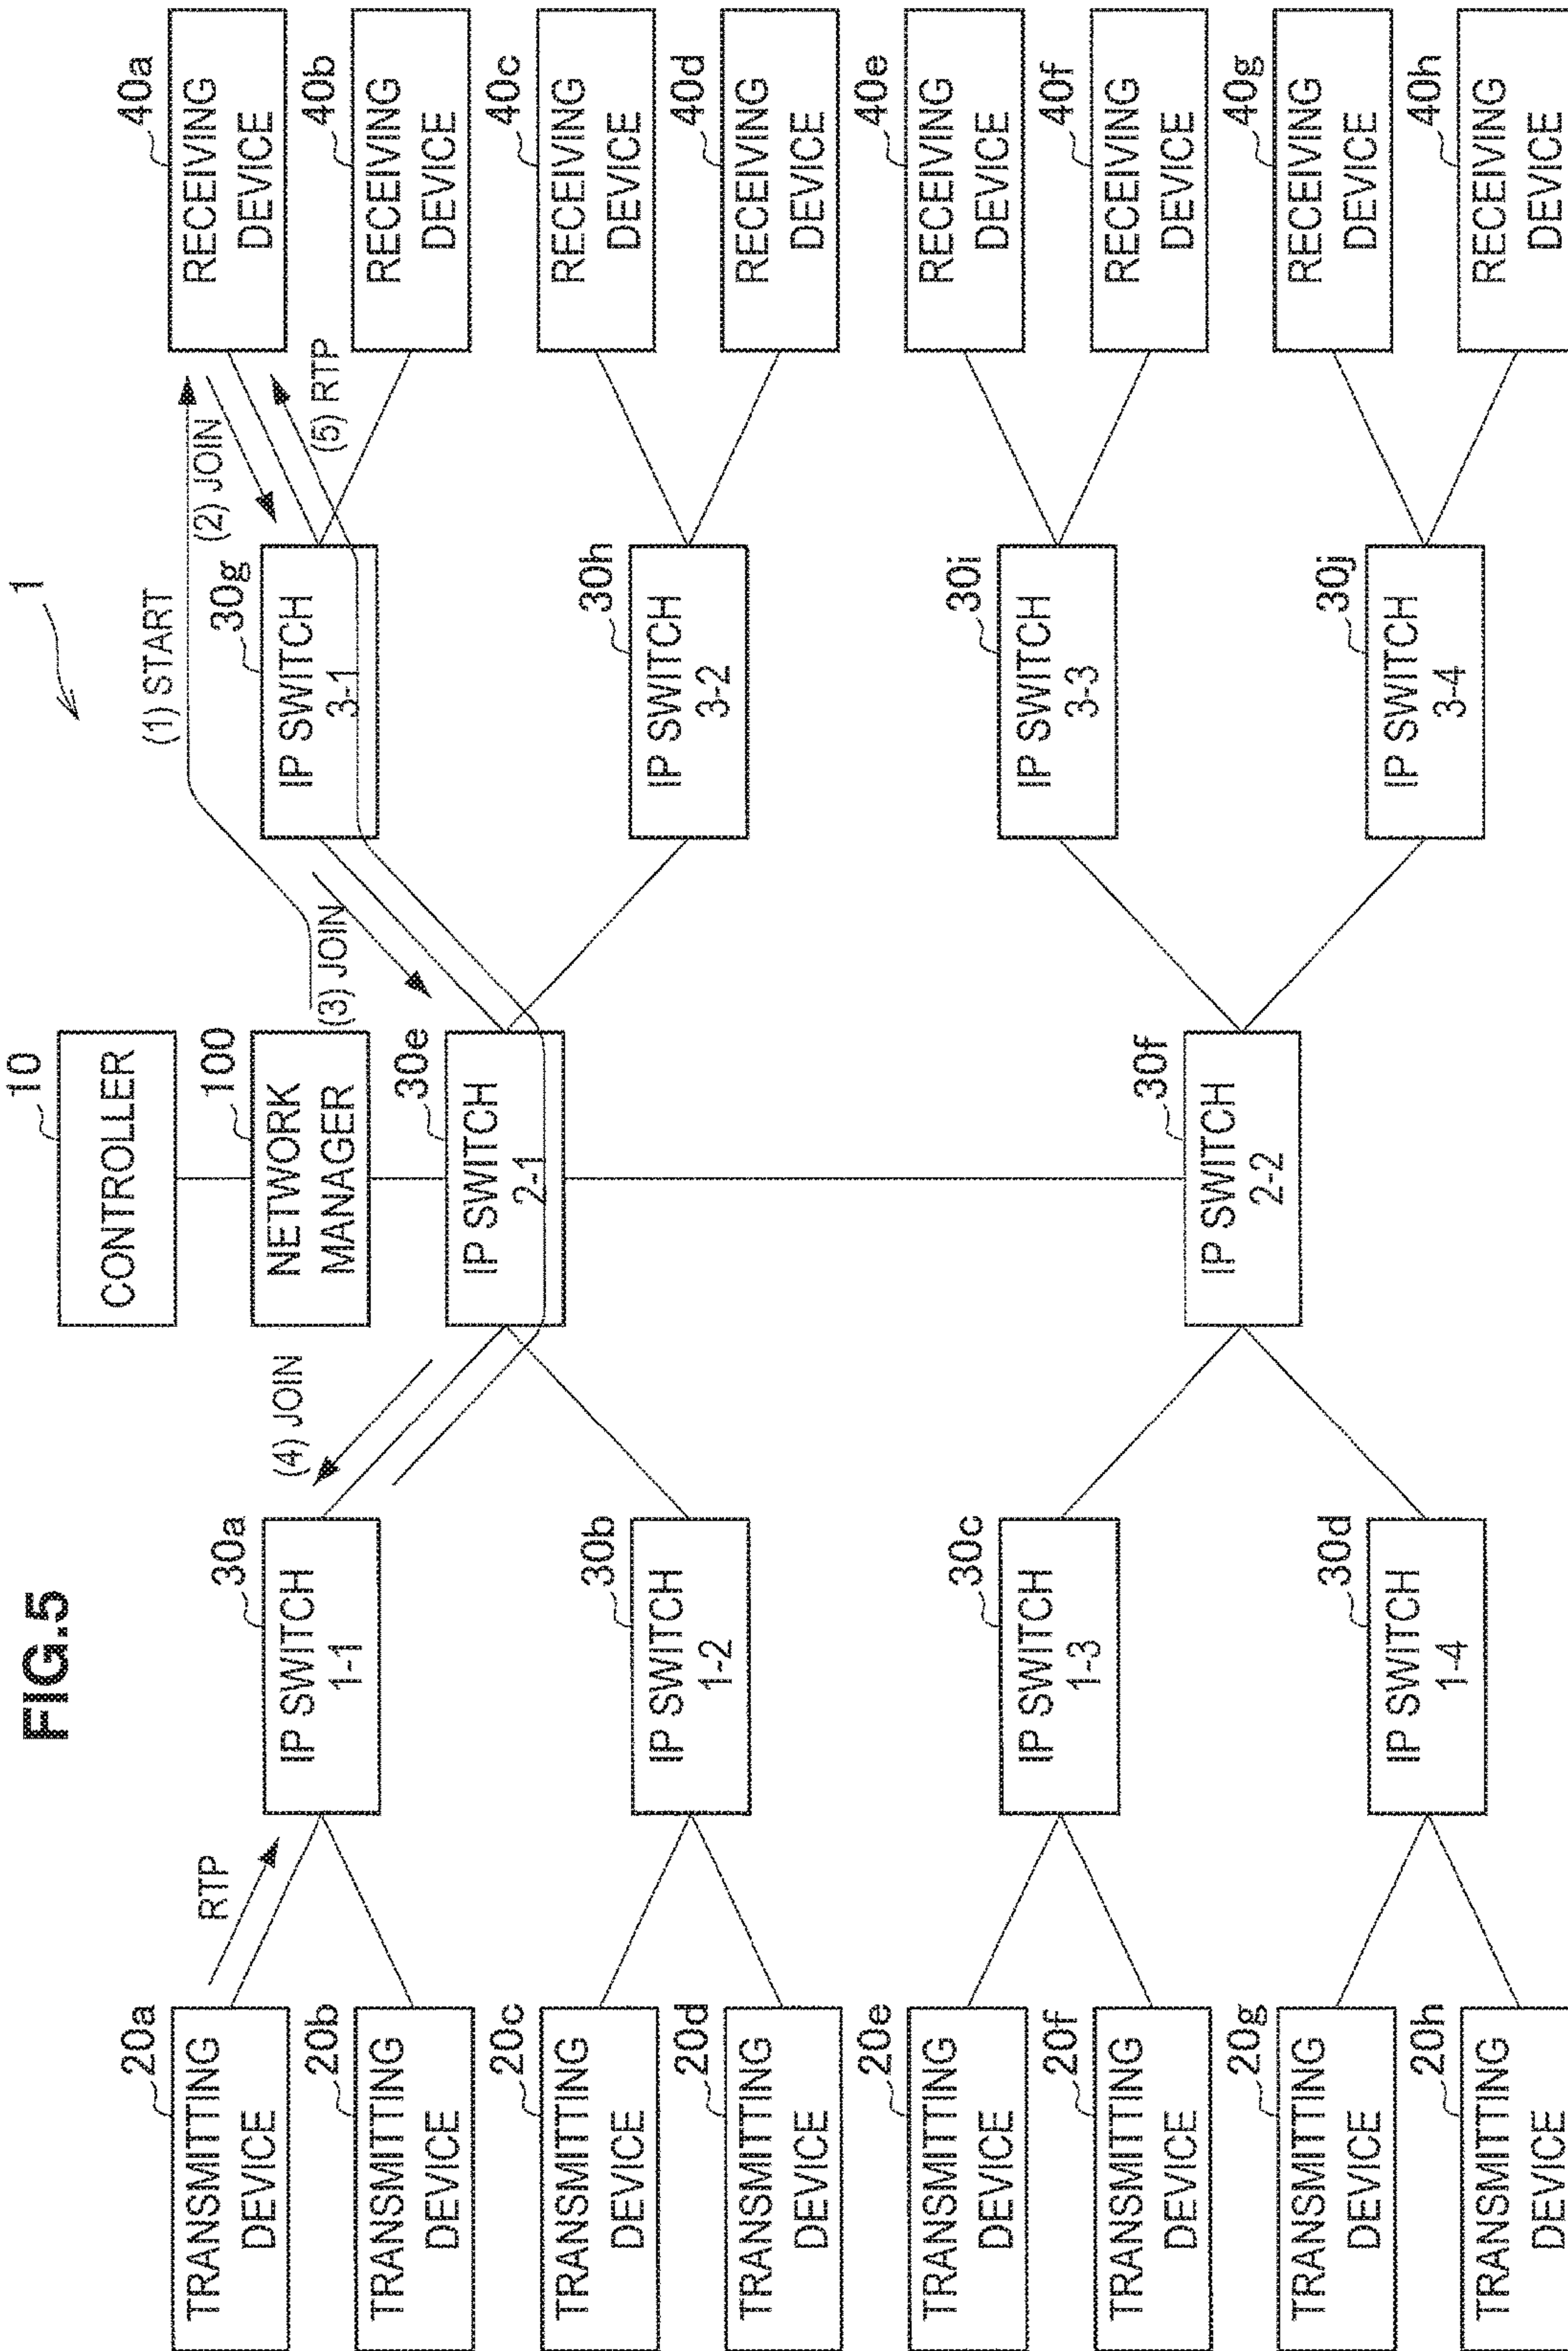 FIG.5
1
10
CONTROLLER
100
NETWORK
MANAGER
(1) START
(2) JOIN
(3) JOIN
(4) JOIN
(5) RTP
RTP
20a
TRANSMITTING
DEVICE
20b
TRANSMITTING
DEVICE
20c
TRANSMITTING
DEVICE
20d
TRANSMITTING
DEVICE
20e
TRANSMITTING
DEVICE
20f
TRANSMITTING
DEVICE
20g
TRANSMITTING
DEVICE
20h
TRANSMITTING
DEVICE
30a
IP SWITCH
1-1
30b
IP SWITCH
1-2
30c
IP SWITCH
1-3
30d
IP SWITCH
1-4
30e
IP SWITCH
2-1
30f
IP SWITCH
2-2
30g
IP SWITCH
3-1
30h
IP SWITCH
3-2
30i
IP SWITCH
3-3
30j
IP SWITCH
3-4
40a
RECEIVING
DEVICE
40b
RECEIVING
DEVICE
40c
RECEIVING
DEVICE
40d
RECEIVING
DEVICE
40e
RECEIVING
DEVICE
40f
RECEIVING
DEVICE
40g
RECEIVING
DEVICE
40h
RECEIVING
DEVICE